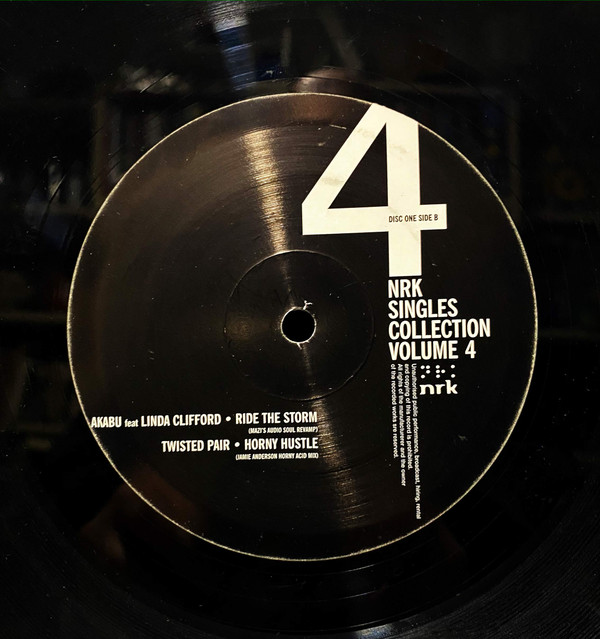 4
DISC ONE SIDE B
NRK
SINGLES
COLLECTION
VOLUME 4
nrk
Unauthorised public performance, broadcast, hiring, rental
and copying of this record is prohibited.
All rights of the manufacturer and the owner
of the recorded works are reserved.
AKABU feat LINDA CLIFFORD • RIDE THE STORM
(MAZI'S AUDIO SOUL REVAMP)
TWISTED PAIR • HORNY HUSTLE
(JAMIE ANDERSON HORNY ACID MIX)